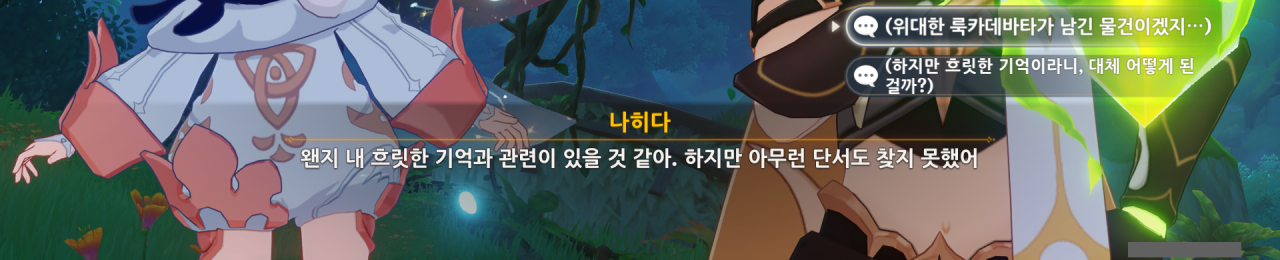 (위대한 룩카데바타가 남긴 물건이겠지…)
(하지만 흐릿한 기억이라니, 대체 어떻게 된
걸까?)
나히다
왠지 내 흐릿한 기억과 관련이 있을 것 같아. 하지만 아무런 단서도 찾지 못했어